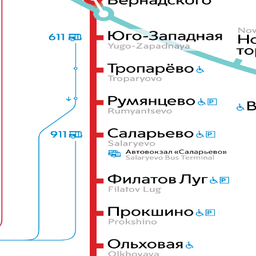 Вернадского
611
Юго-Западная
Yugo-Zapadnaya
Тропарёво
Troparyovo
Румянцево P
Rumyantsevo
911
Саларьево P
Salaryevo
Автовокзал «Саларьево»
Salaryevo Bus Terminal
Филатов Луг P
Filatov Lug
Прокшино P
Prokshino
Ольховая
Olkhovaya